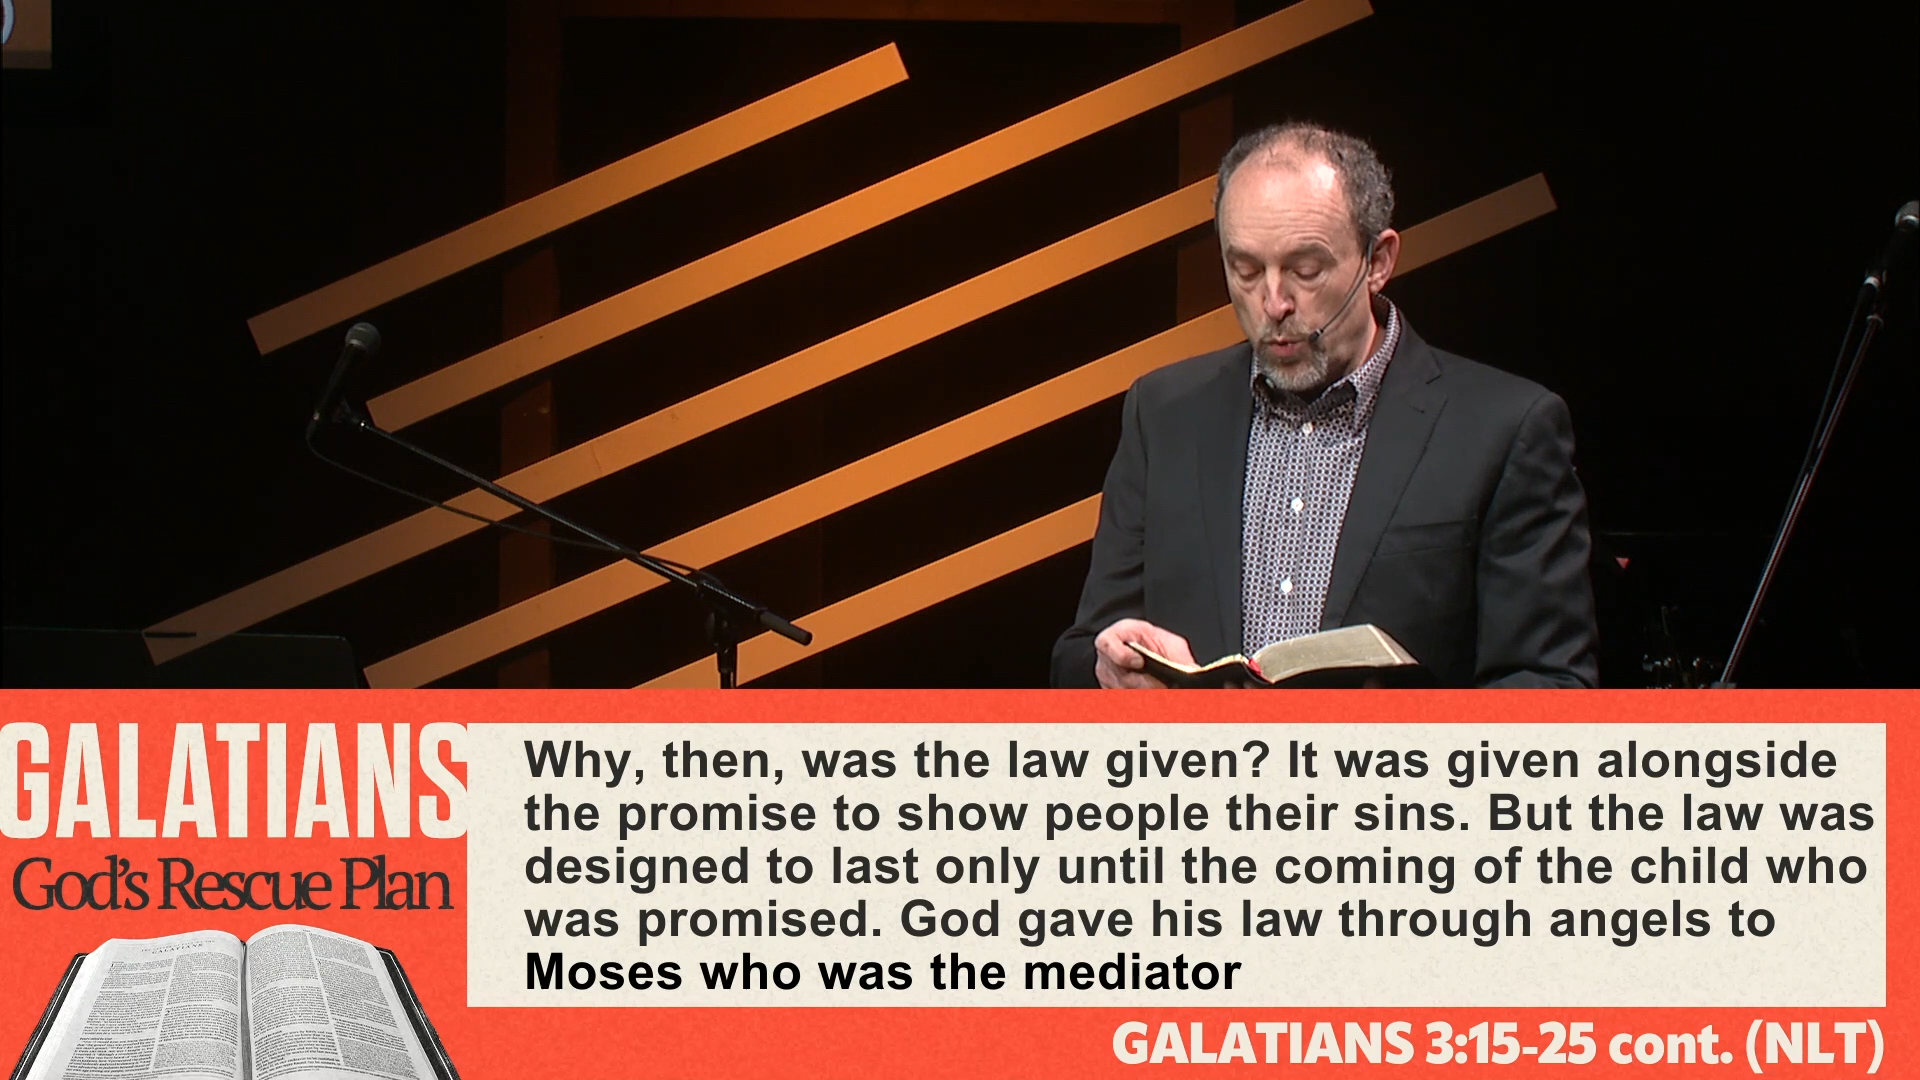 GALATIANS
God's Rescue Plan
GALATIANS
Why, then, was the law given? It was given alongside
the promise to show people their sins. But the law was
designed to last only until the coming of the child who
was promised. God gave his law through angels to
Moses who was the mediator
GALATIANS 3:15-25 cont. (NLT)